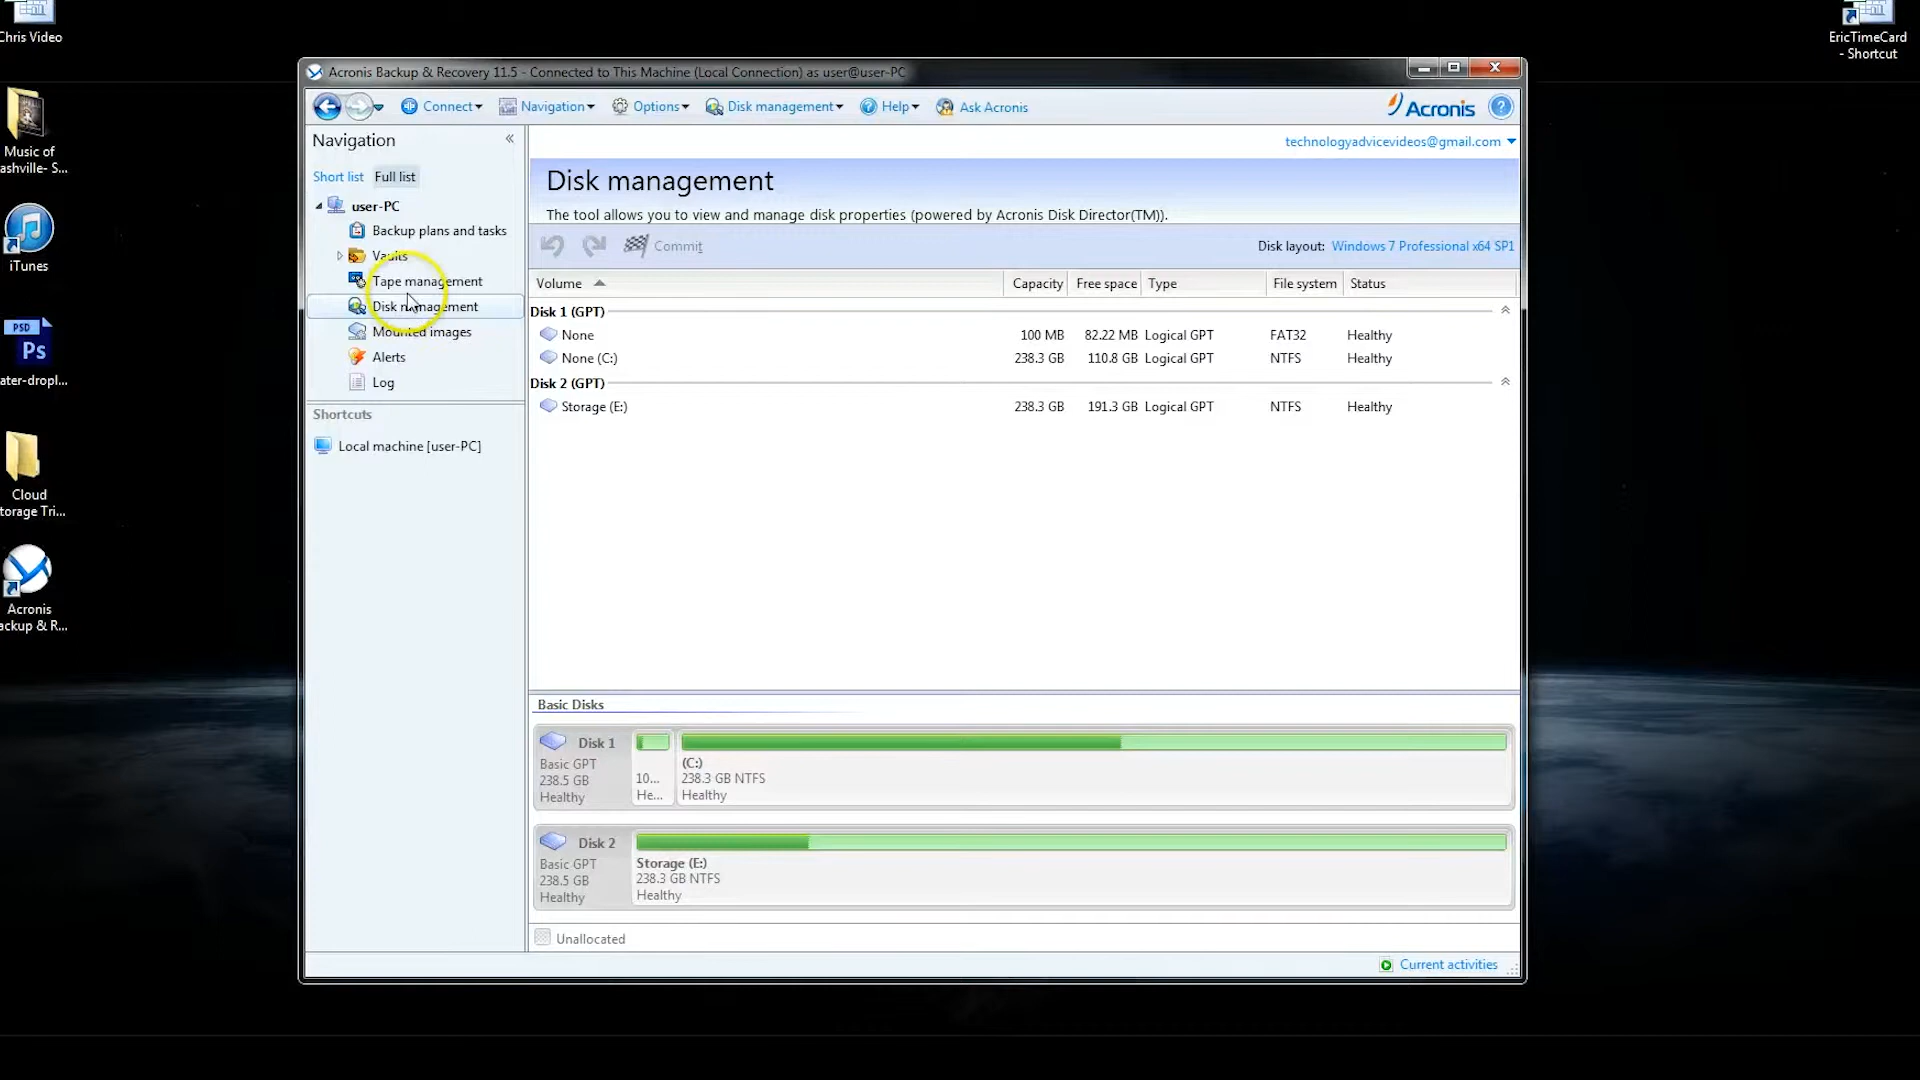 Chris Video
EricTimeCard
- Shortcut
Acronis Backup & Recovery 11.5 - Connected to This Machine (Local Connection) as user@user-PC
Connect
Navigation
Options
Disk management
Help
Ask Acronis
Acronis
?
Navigation
«
technologyadvicevideos@gmail.com
Short list
Full list
user-PC
Backup plans and tasks
Vaults
Tape management
Disk management
Mounted images
Alerts
Log
Shortcuts
Local machine [user-PC]
Disk management
The tool allows you to view and manage disk properties (powered by Acronis Disk Director(TM)).
Commit
Disk layout: Windows 7 Professional x64 SP1
Volume Capacity Free space Type File system Status
Disk 1 (GPT)
None 100 MB 82.22 MB Logical GPT FAT32 Healthy
None (C:) 238.3 GB 110.8 GB Logical GPT NTFS Healthy
Disk 2 (GPT)
Storage (E:) 238.3 GB 191.3 GB Logical GPT NTFS Healthy
Basic Disks
Disk 1
Basic GPT
238.5 GB
Healthy
10...
He...
(C:)
238.3 GB NTFS
Healthy
Disk 2
Basic GPT
238.5 GB
Healthy
Storage (E:)
238.3 GB NTFS
Healthy
Unallocated
Current activities
Music of
ashville- S...
iTunes
PSD
Ps
ater-dropl...
Cloud
torage Tri...
Acronis
ackup & R...